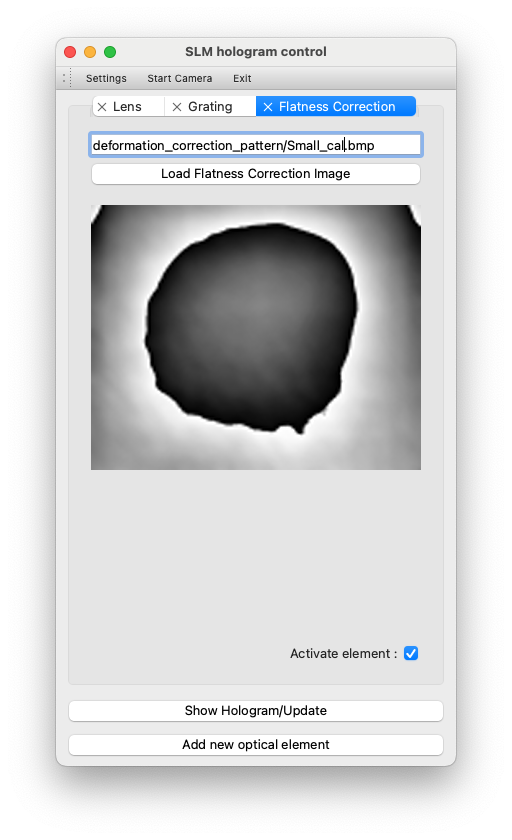 SLM hologram control
Settings Start Camera Exit
Lens Grating Flatness Correction
deformation_correction_pattern/Small_cal.bmp
Load Flatness Correction Image
Activate element :
Show Hologram/Update
Add new optical element